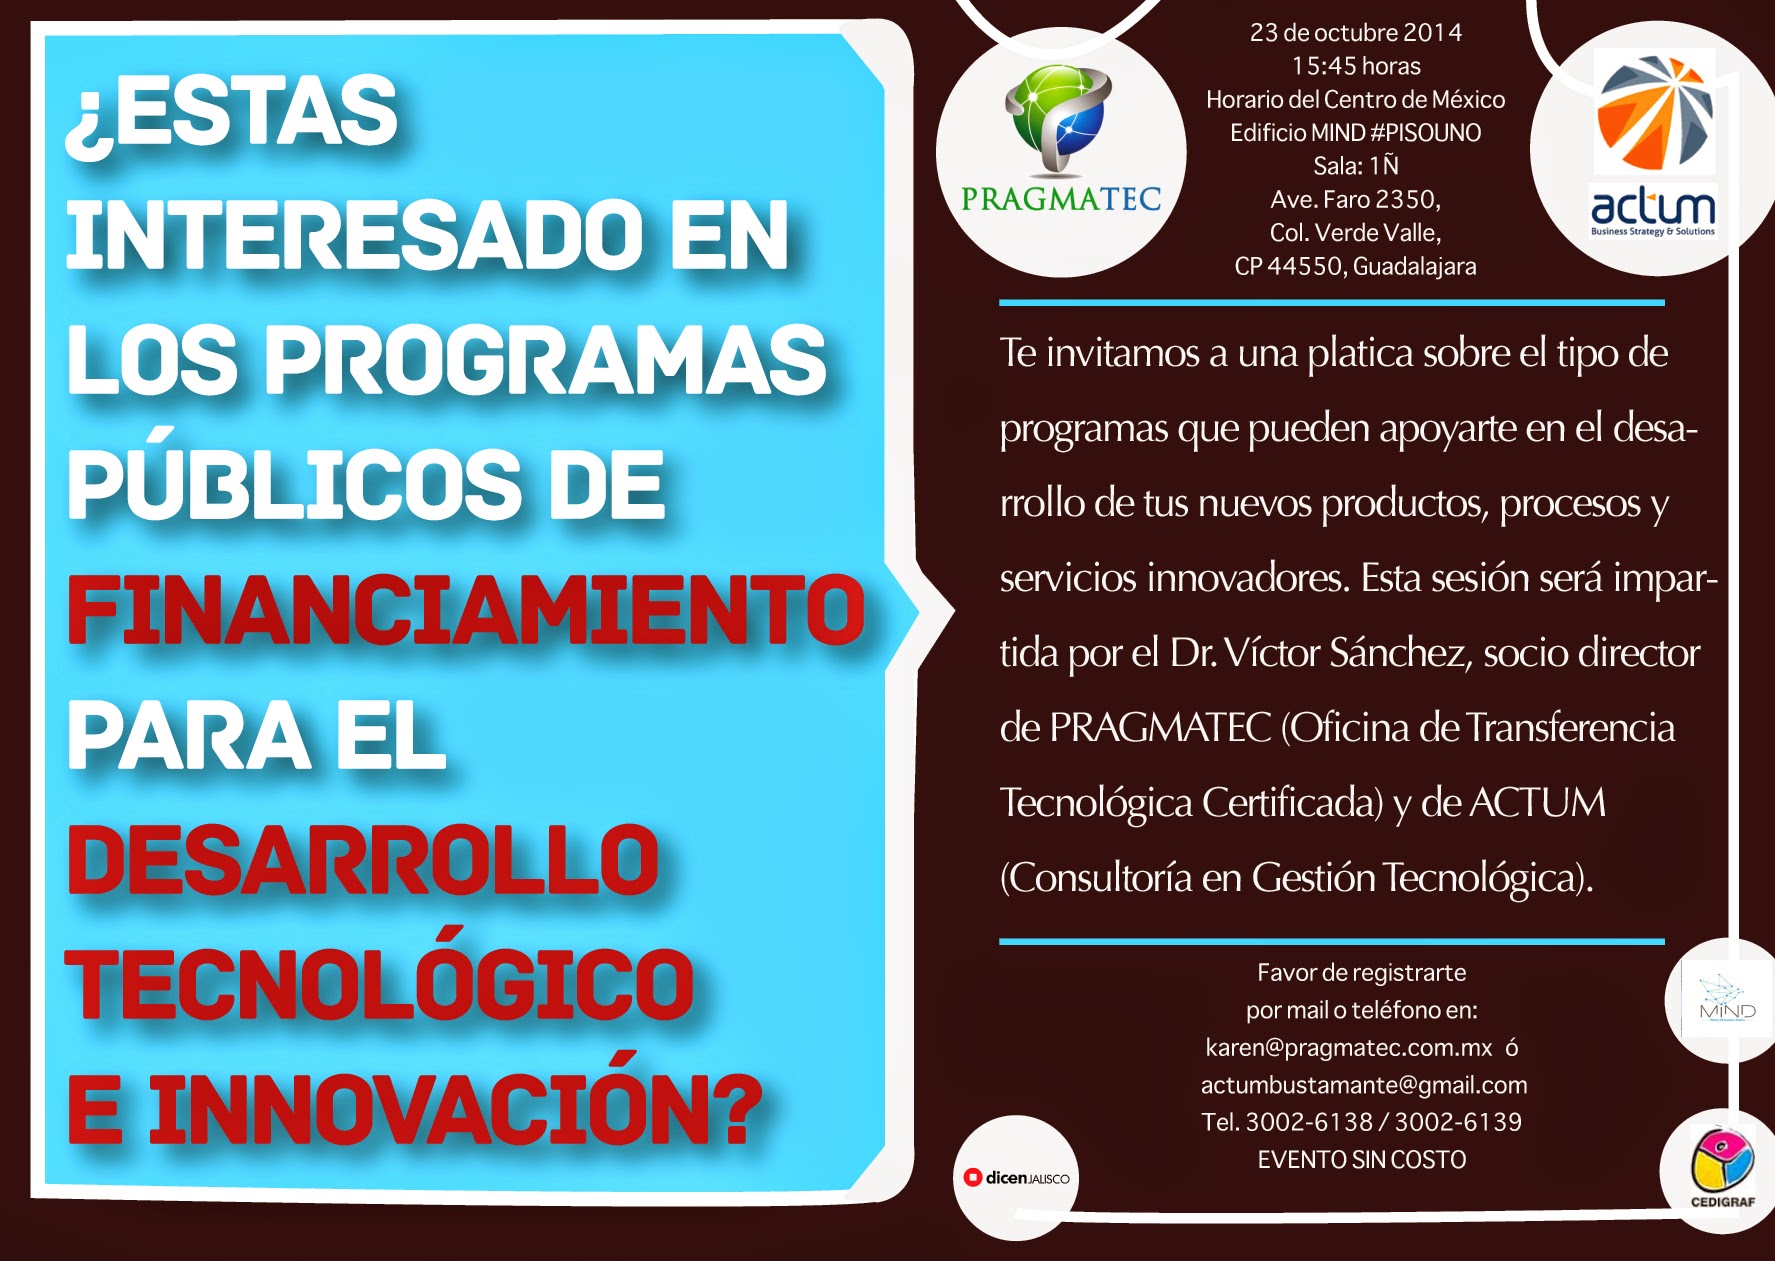 ¿ESTAS
INTERESADO EN
LOS PROGRAMAS
PÚBLICOS DE
FINANCIAMIENTO
PARA EL
DESARROLLO
TECNOLÓGICO
E INNOVACIÓN?
PRAGMATEC
23 de octubre 2014
15:45 horas
Horario del Centro de México
Edificio MIND #PISOUNO
Sala: 1Ñ
Ave. Faro 2350,
Col. Verde Valle,
CP 44550, Guadalajara
actum
Business Strategy & Solutions
Te invitamos a una platica sobre el tipo de
programas que pueden apoyarte en el desa-
rrollo de tus nuevos productos, procesos y
servicios innovadores. Esta sesión será impar-
tida por el Dr. Víctor Sánchez, socio director
de PRAGMATEC (Oficina de Transferencia
Tecnológica Certificada) y de ACTUM
(Consultoría en Gestión Tecnológica).
Favor de registrarte
por mail o teléfono en:
karen@pragmatec.com.mx ó
actumbustamante@gmail.com
Tel. 3002-6138 / 3002-6139
EVENTO SIN COSTO
MIND
dicenJALISCO
CEDIGRAF